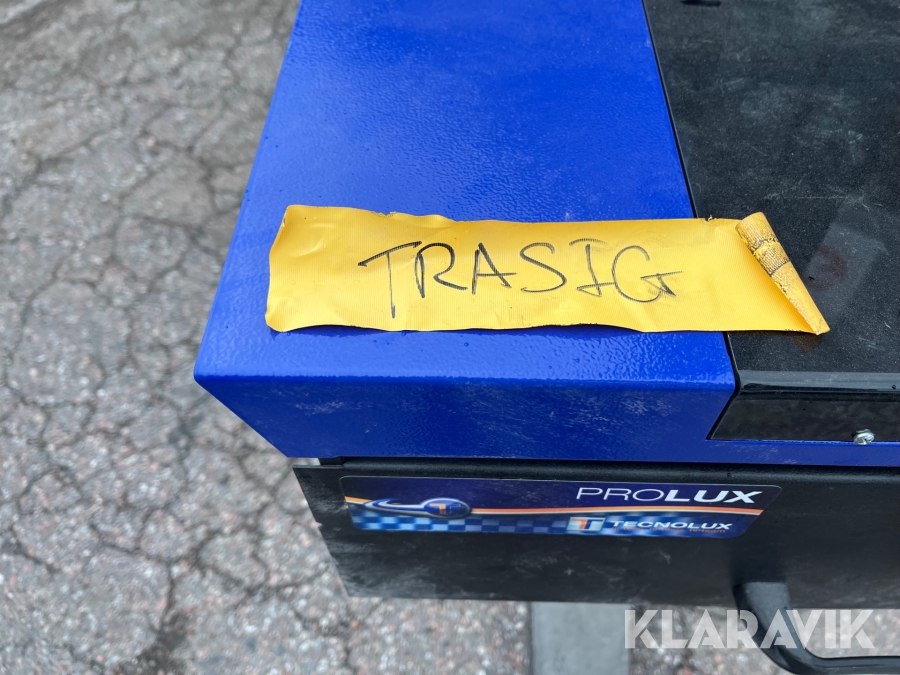 TRASIG
PROLUX
TECNOLUX
KLARAVIK